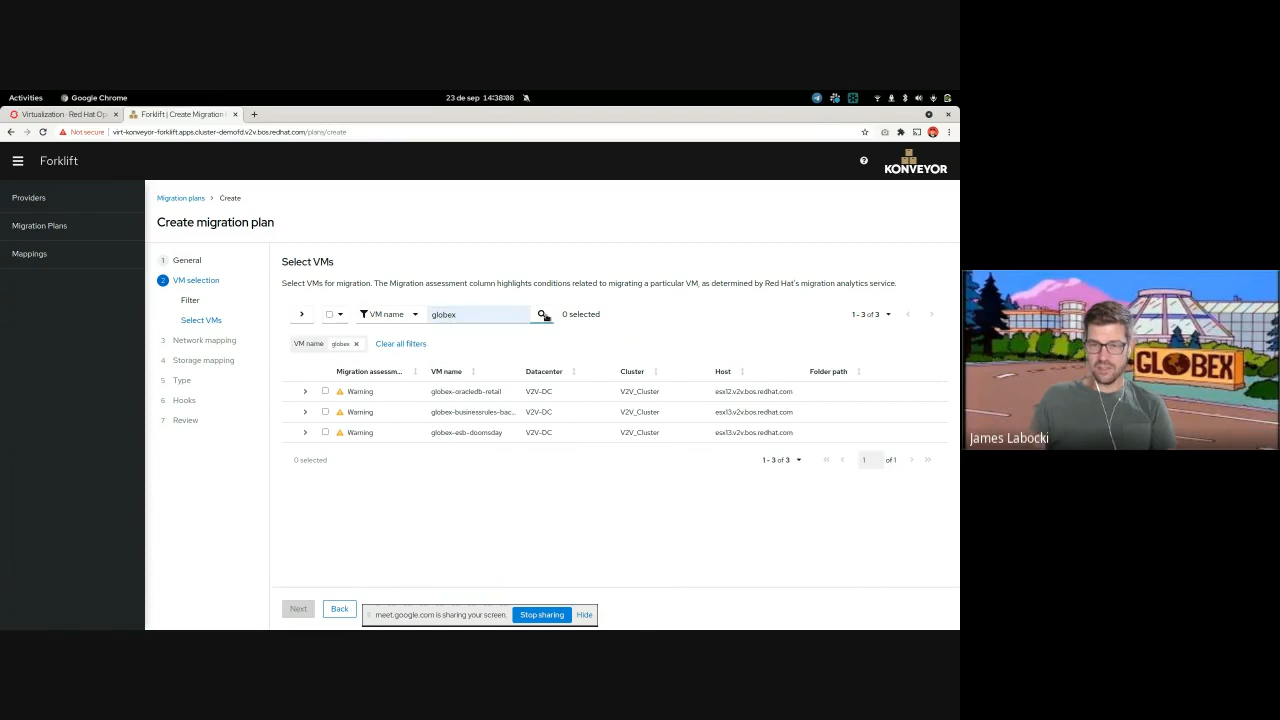 Activities Google Chrome 23 de sep 14:38:08
Virtualization · Red Hat Op Forklift | Create Migration
Not secure | virt-konveyor-forklift.apps.cluster-demofd.v2v.bos.redhat.com/plans/create
Forklift KONVEYOR
Providers
Migration Plans
Mappings
Migration plans > Create
Create migration plan
1 General
2 VM selection
Filter
Select VMs
3 Network mapping
4 Storage mapping
5 Type
6 Hooks
7 Review
Select VMs
Select VMs for migration. The Migration assessment column highlights conditions related to migrating a particular VM, as determined by Red Hat's migration analytics service.
VM name globex 0 selected 1 - 3 of 3
VM name globex Clear all filters
Migration assessm... VM name Datacenter Cluster Host Folder path
Warning globex-oracledb-retail V2V-DC V2V_Cluster esx12.v2v.bos.redhat.com
Warning globex-businessrules-bac... V2V-DC V2V_Cluster esx13.v2v.bos.redhat.com
Warning globex-esb-doomsday V2V-DC V2V_Cluster esx13.v2v.bos.redhat.com
0 selected 1 - 3 of 3 1 of 1
Next Back
meet.google.com is sharing your screen. Stop sharing Hide
GLOBEX
James Labocki